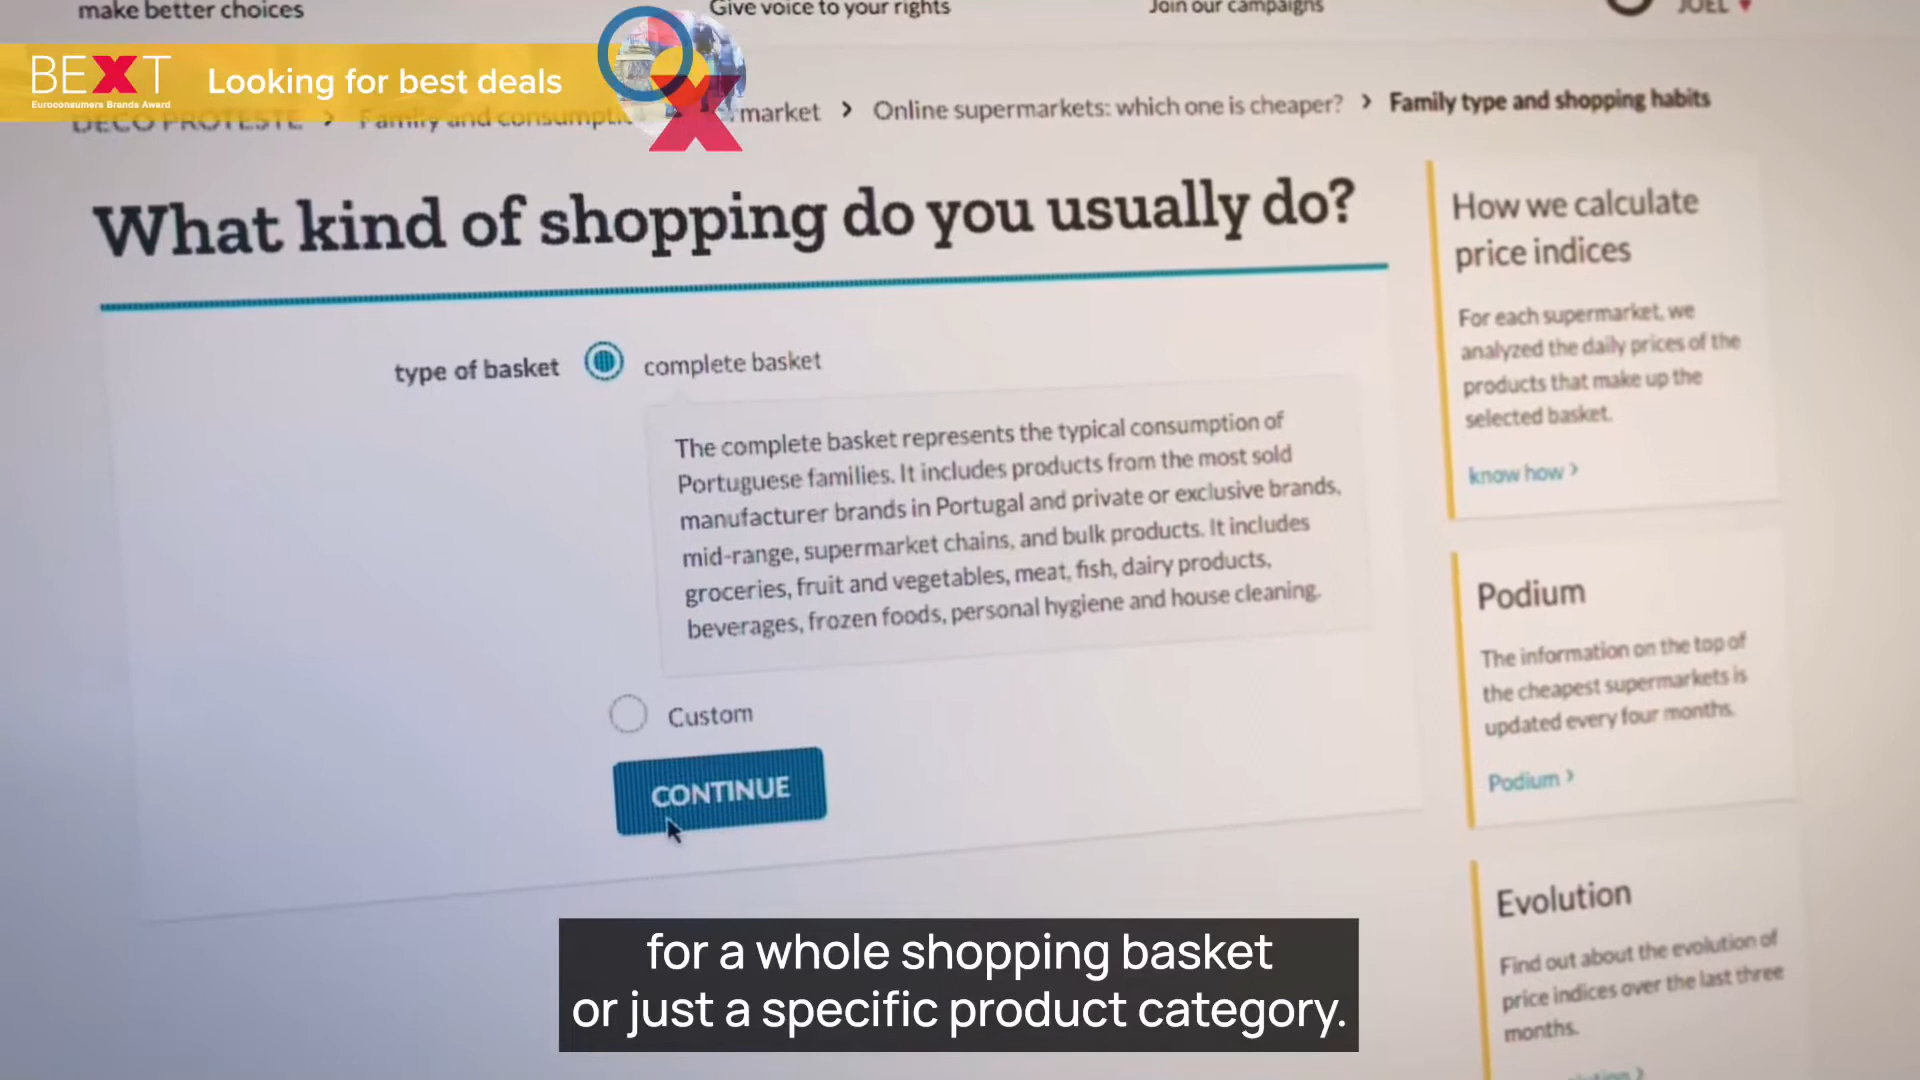 make better choices
Give voice to your rights
Join our campaigns
JOEL
BEXT
Euroconsumers Brands Award
Looking for best deals
DECO PROTESTE > Family and market > Online supermarkets: which one is cheaper? > Family type and shopping habits
What kind of shopping do you usually do?
type of basket
complete basket
The complete basket represents the typical consumption of
Portuguese families. It includes products from the most sold
manufacturer brands in Portugal and private or exclusive brands,
mid-range, supermarket chains, and bulk products. It includes
groceries, fruit and vegetables, meat, fish, dairy products,
beverages, frozen foods, personal hygiene and house cleaning.
Custom
CONTINUE
How we calculate
price indices
For each supermarket, we
analyzed the daily prices of the
products that make up the
selected basket.
know how >
Podium
The information on the top of
the cheapest supermarkets is
updated every four months.
Podium >
Evolution
Find out about the evolution of
price indices over the last three
months.
for a whole shopping basket
or just a specific product category.